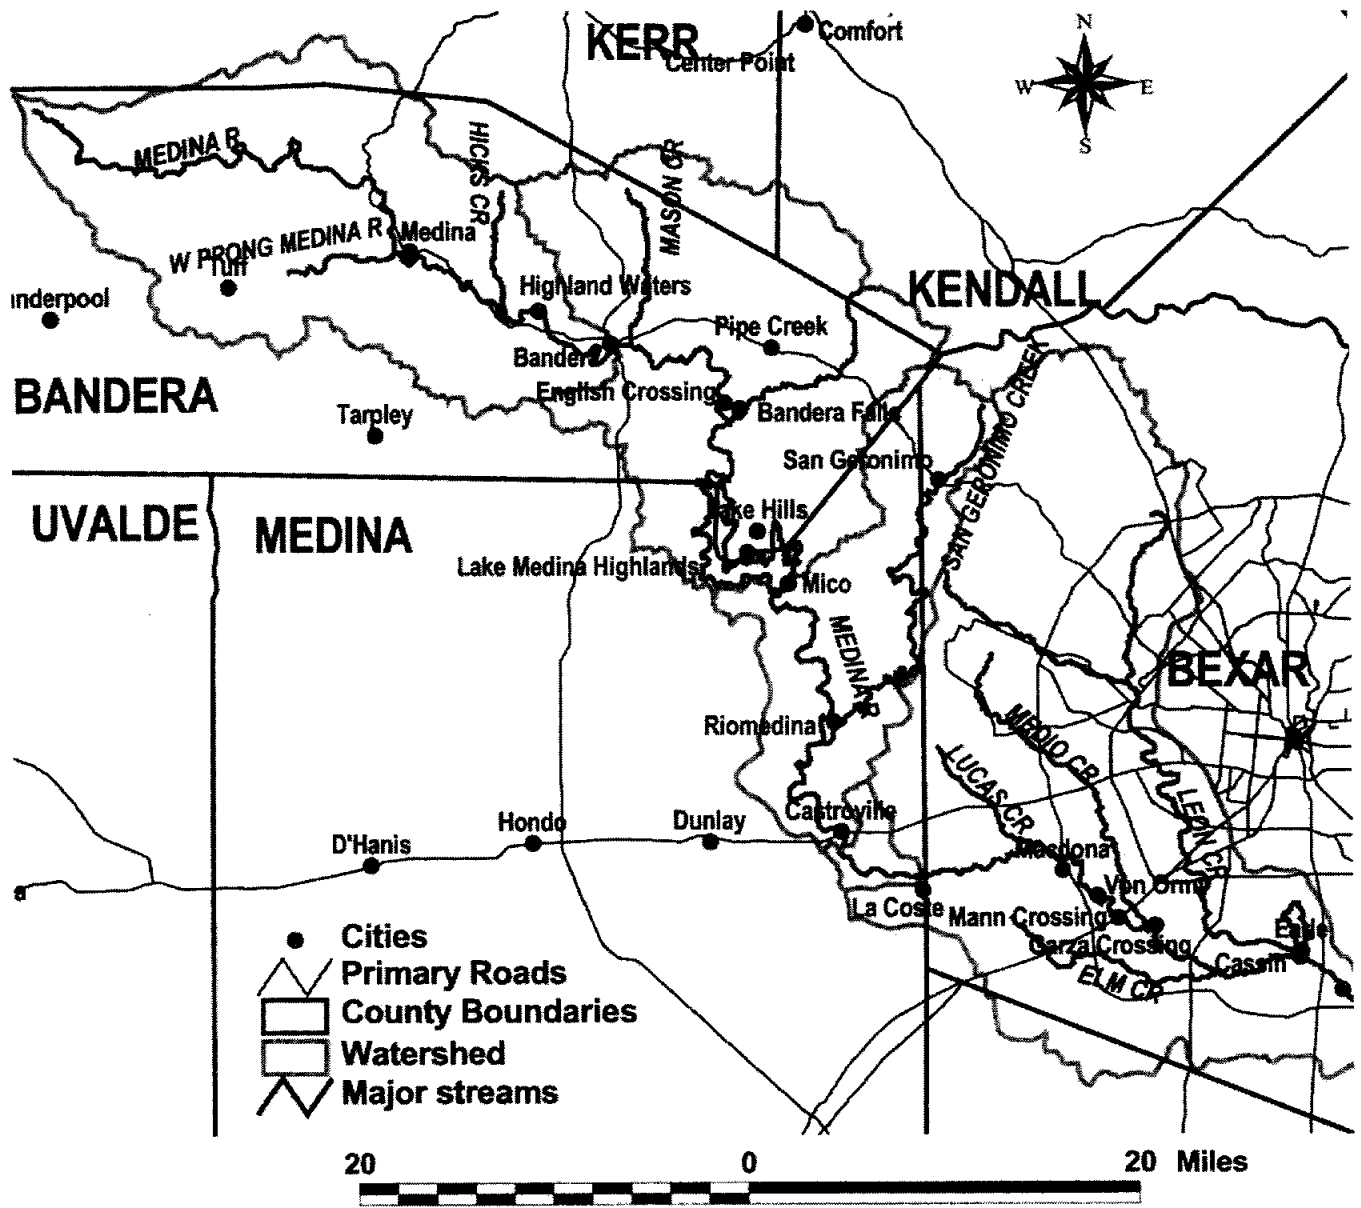 KERR
Comfort
Center Point
N
W
E
S
MEDINA R
HICKS CR
MASON CR
W PRONG MEDINA R
Medina
Highland Waters
KENDALL
Pipe Creek
Bandera
English Crossing
Bandera Falls
BANDERA
Tarpley
San Geronimo
SAN GERONIMO CREEK
UVALDE
MEDINA
Lake Hills
Lake Medina Highlands
Mico
MEDINA R
BEXAR
Riomedina
MEDIO CR
LUCAS CR
LEON CR
Castroville
Hondo
Dunlay
D'Hanis
Macdona
Von Ormy
a
La Coste
Mann Crossing
Garza Crossing
Cassin
ELM CR
Cities
Primary Roads
County Boundaries
Watershed
Major streams
20
0
20 Miles